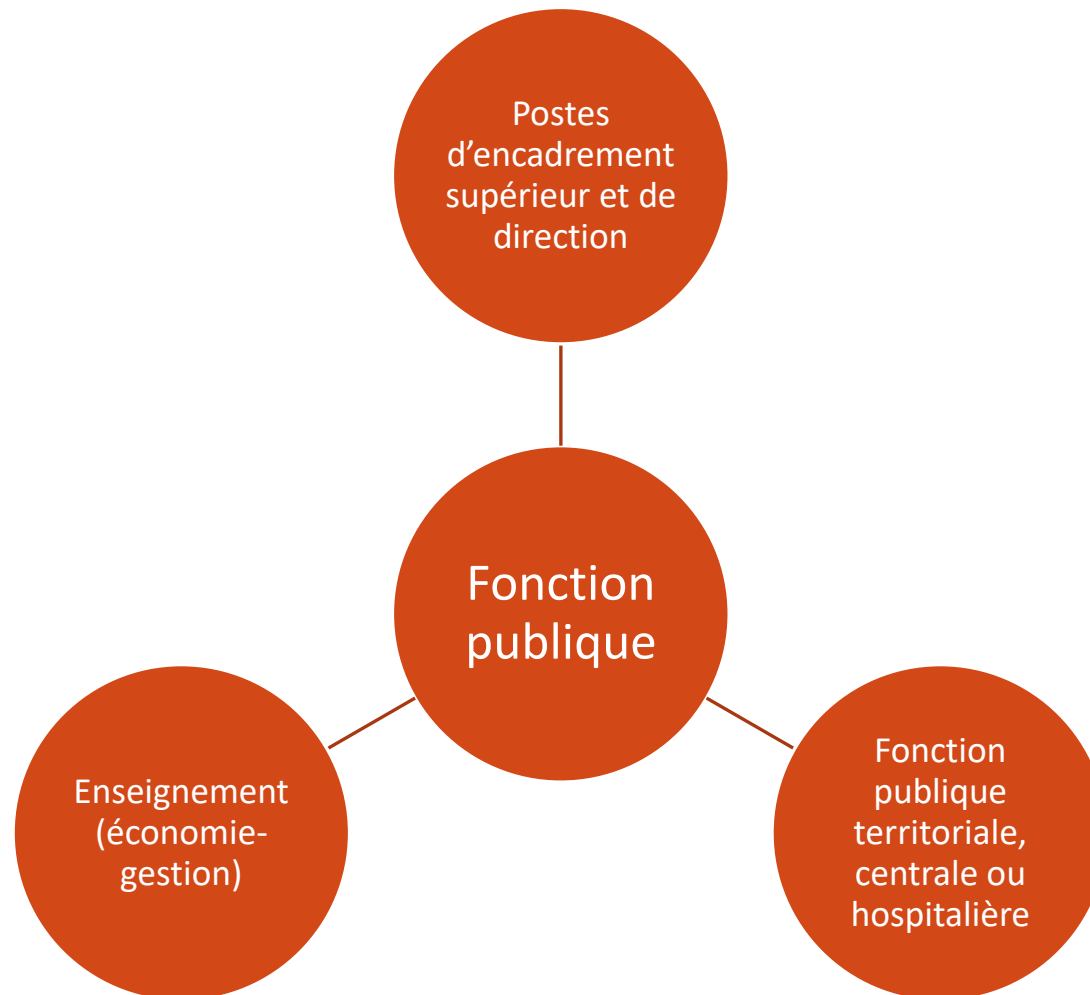 Postes
d’encadrement
supérieur et de
direction
Fonction
publique
Enseignement
(économie-
gestion)
Fonction
publique
territoriale,
centrale ou
hospitalière